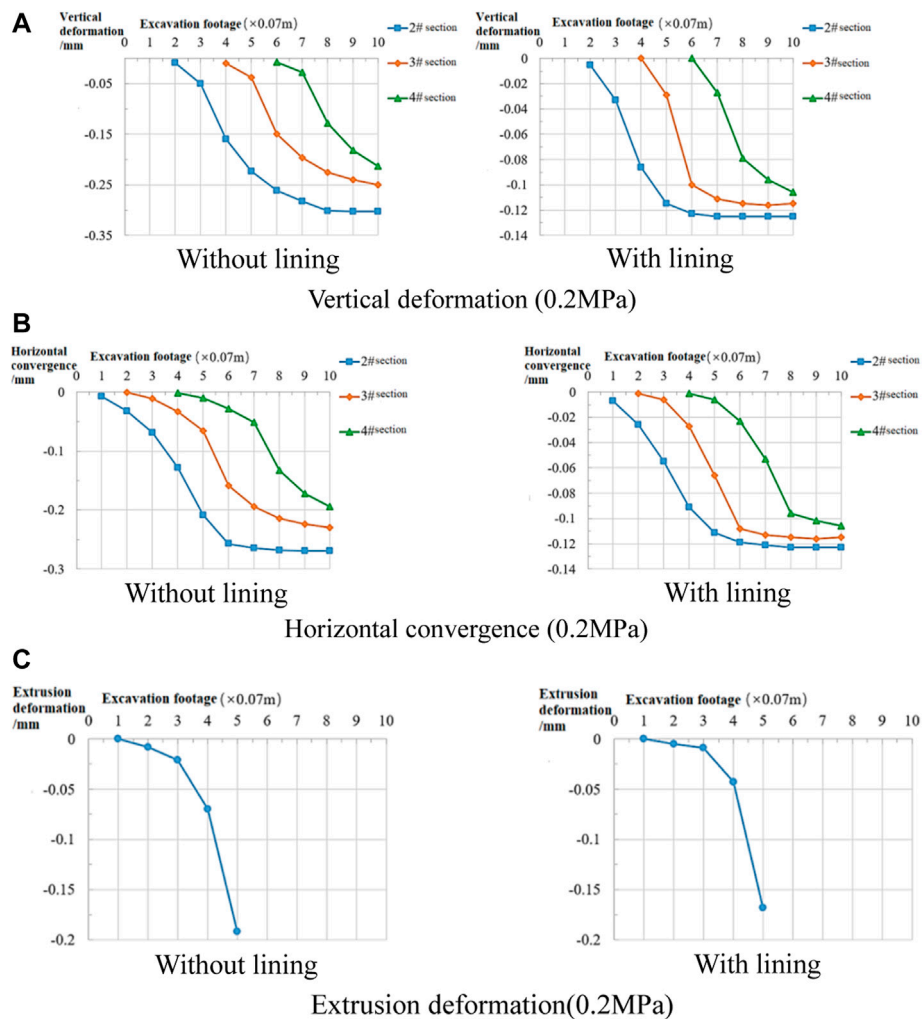 A
Vertical deformation /mm
Excavation footage (×0.07m)
0 1 2 3 4 5 6 7 8 9 10
-0.05
-0.15
-0.25
-0.35
2# section
3# section
4# section
Without lining
Vertical deformation /mm
Excavation footage (×0.07m)
0 1 2 3 4 5 6 7 8 9 10
0
-0.02
-0.04
-0.06
-0.08
-0.1
-0.12
-0.14
2# section
3# section
4# section
With lining
Vertical deformation (0.2MPa)
B
Horizontal convergence /mm
Excavation footage (×0.07m)
0 1 2 3 4 5 6 7 8 9 10
0
-0.1
-0.2
-0.3
2# section
3# section
4# section
Without lining
Horizontal convergence /mm
Excavation footage (×0.07m)
0 1 2 3 4 5 6 7 8 9 10
0
-0.02
-0.04
-0.06
-0.08
-0.1
-0.12
-0.14
2# section
3# section
4# section
With lining
Horizontal convergence (0.2MPa)
C
Extrusion deformation /mm
Excavation footage (×0.07m)
0 1 2 3 4 5 6 7 8 9 10
0
-0.05
-0.1
-0.15
-0.2
Without lining
Extrusion deformation /mm
Excavation footage (×0.07m)
0 1 2 3 4 5 6 7 8 9 10
0
-0.05
-0.1
-0.15
-0.2
With lining
Extrusion deformation(0.2MPa)